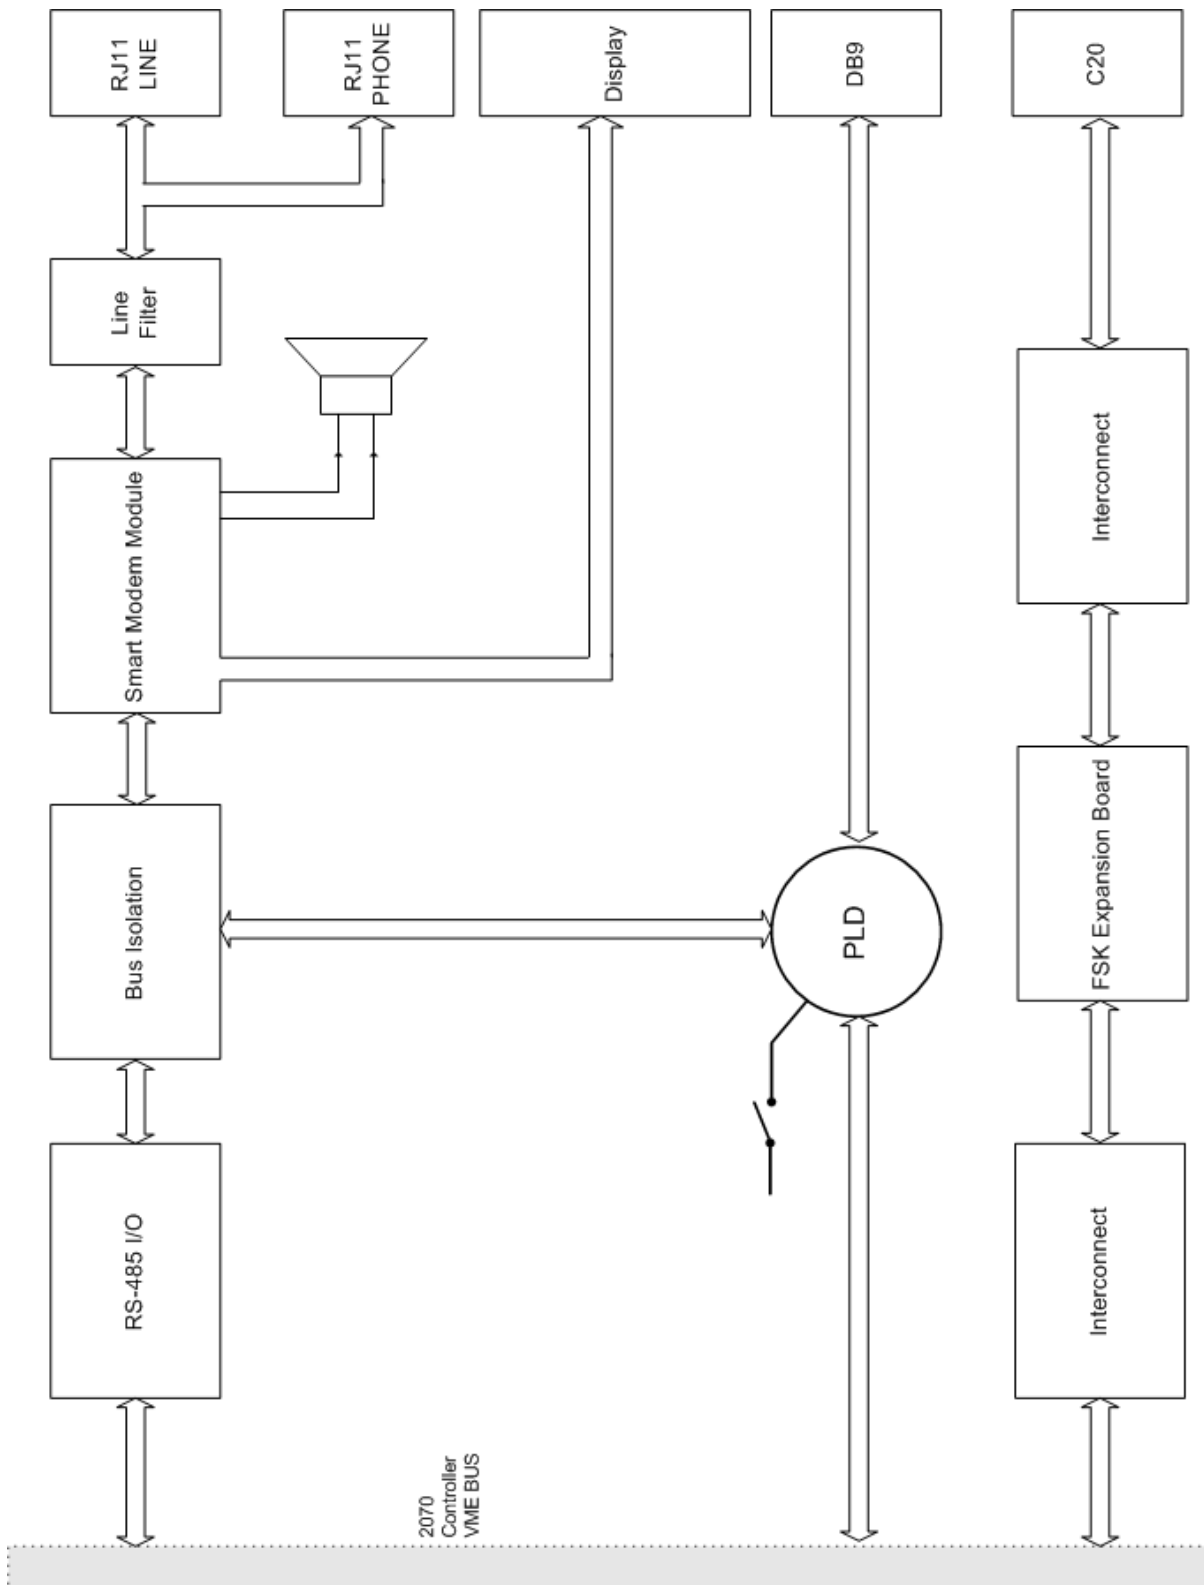 RJ11
LINE
RJ11
PHONE
Display
DB9
C20
Line
Filter
Interconnect
Smart Modem Module
Bus Isolation
PLD
FSK Expansion Board
RS-485 I/O
Interconnect
2070
Controller
VME BUS